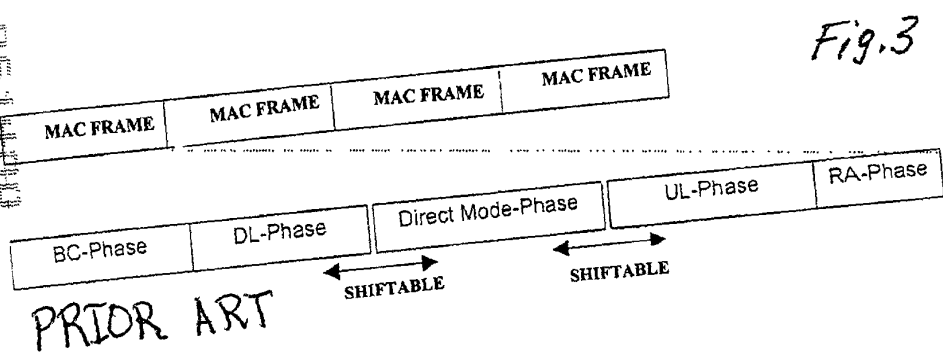 Fig.3
MAC FRAME MAC FRAME MAC FRAME MAC FRAME
BC-Phase DL-Phase Direct Mode-Phase UL-Phase RA-Phase
SHIFTABLE SHIFTABLE
PRIOR ART